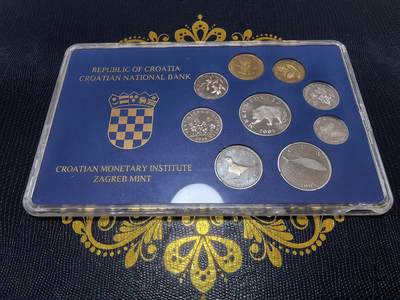 REPUBLIC OF CROATIA
CROATIAN NATIONAL BANK
CROATIAN MONETARY INSTITUTE
ZAGREB MINT